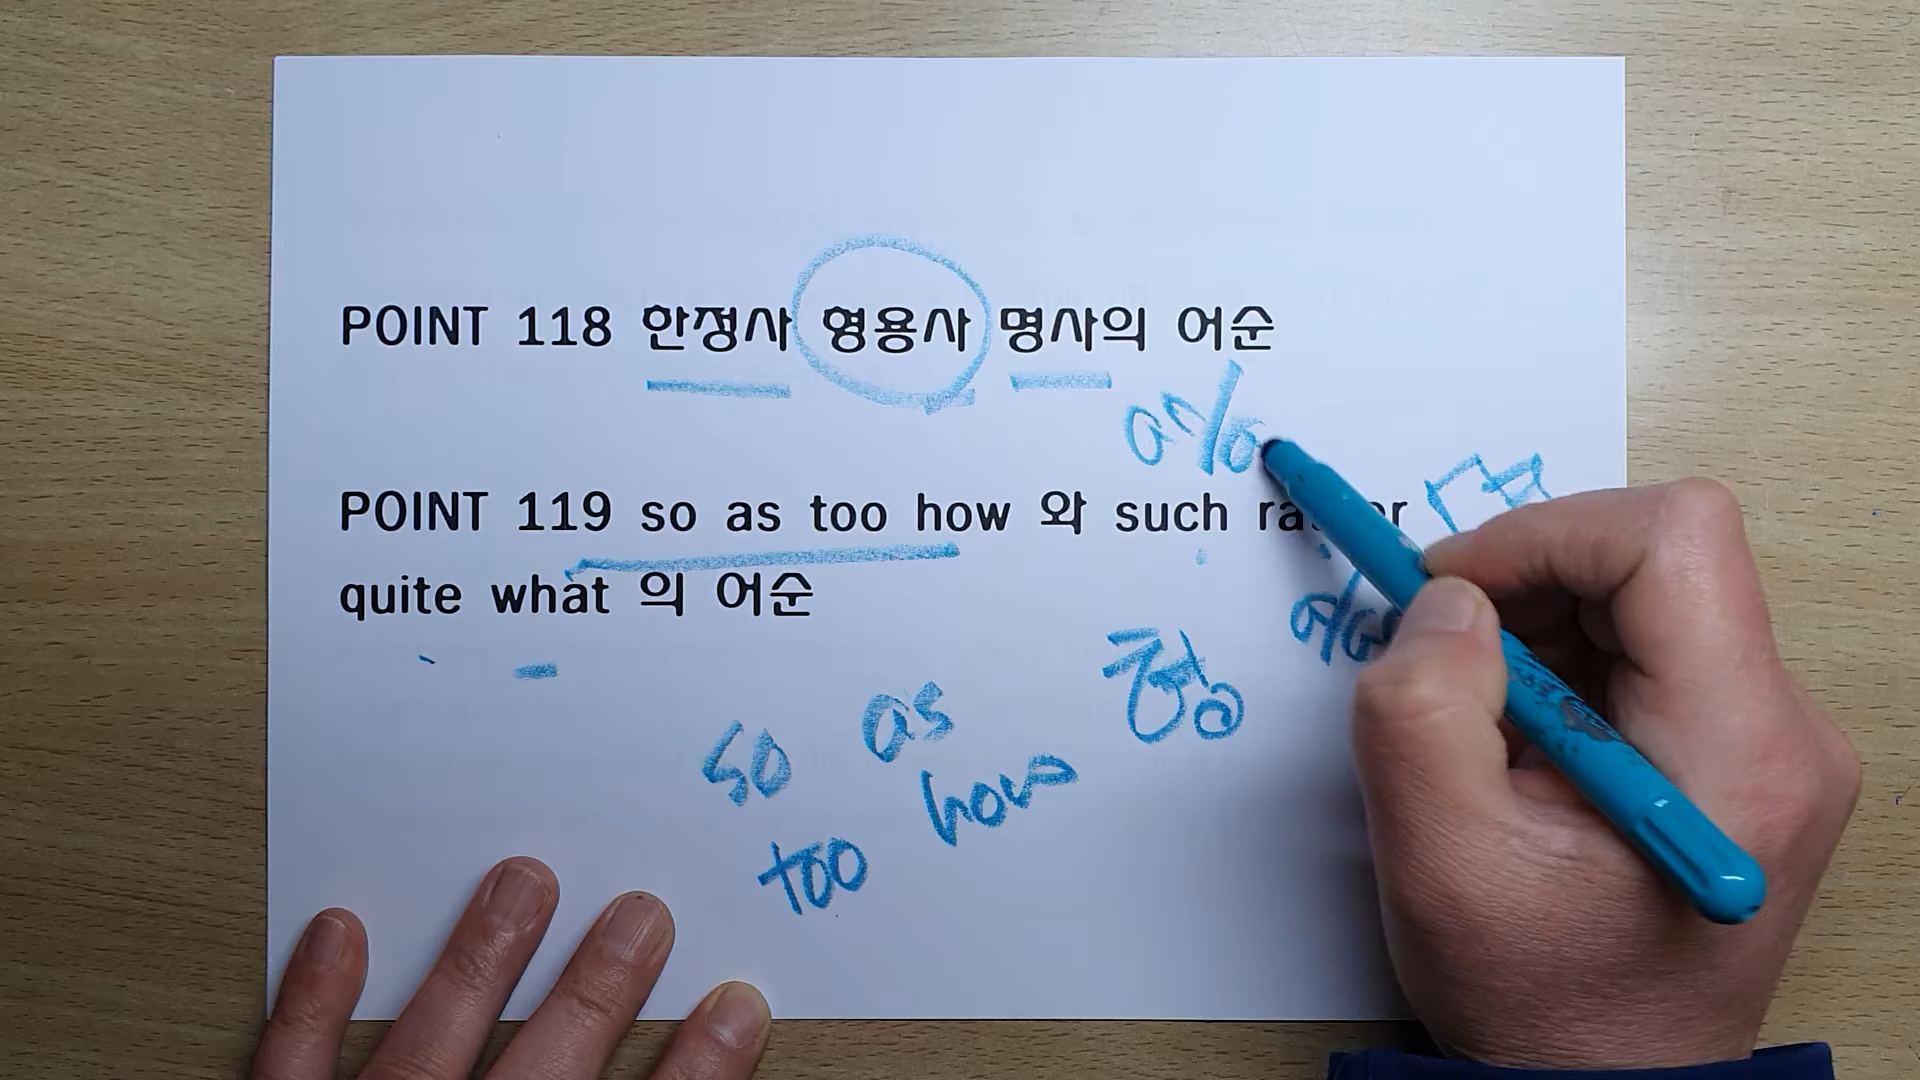 POINT 118 한정사 형용사 명사의 어순
an/a
POINT 119 so as too how 와 such
quite what 의 어순
형
so as
how
too